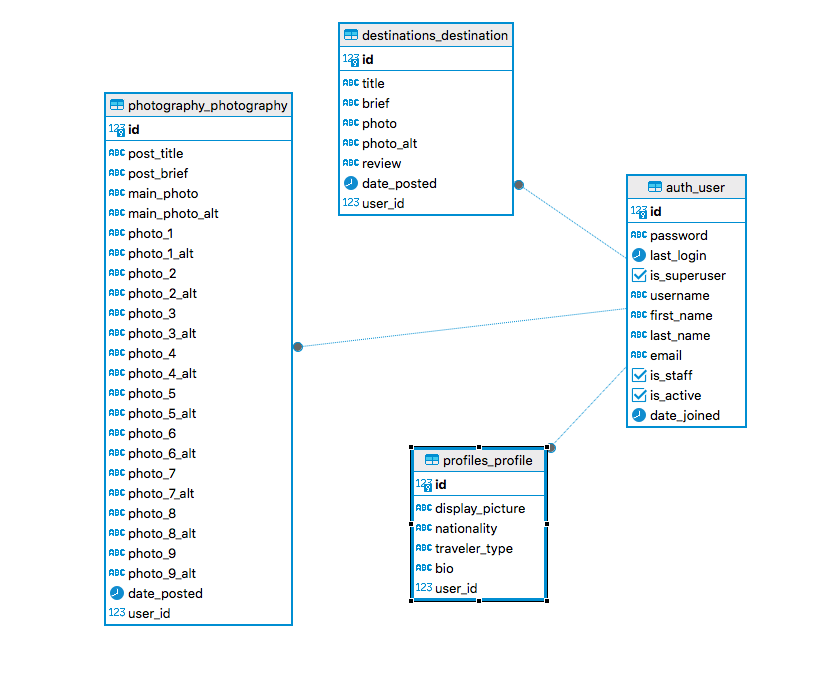 destinations_destination
123 id
ABC title
ABC brief
ABC photo
ABC photo_alt
ABC review
date_posted
123 user_id
photography_photography
123 id
ABC post_title
ABC post_brief
ABC main_photo
ABC main_photo_alt
ABC photo_1
ABC photo_1_alt
ABC photo_2
ABC photo_2_alt
ABC photo_3
ABC photo_3_alt
ABC photo_4
ABC photo_4_alt
ABC photo_5
ABC photo_5_alt
ABC photo_6
ABC photo_6_alt
ABC photo_7
ABC photo_7_alt
ABC photo_8
ABC photo_8_alt
ABC photo_9
ABC photo_9_alt
date_posted
123 user_id
auth_user
123 id
ABC password
last_login
is_superuser
ABC username
ABC first_name
ABC last_name
ABC email
is_staff
is_active
date_joined
profiles_profile
123 id
ABC display_picture
ABC nationality
ABC traveler_type
ABC bio
123 user_id